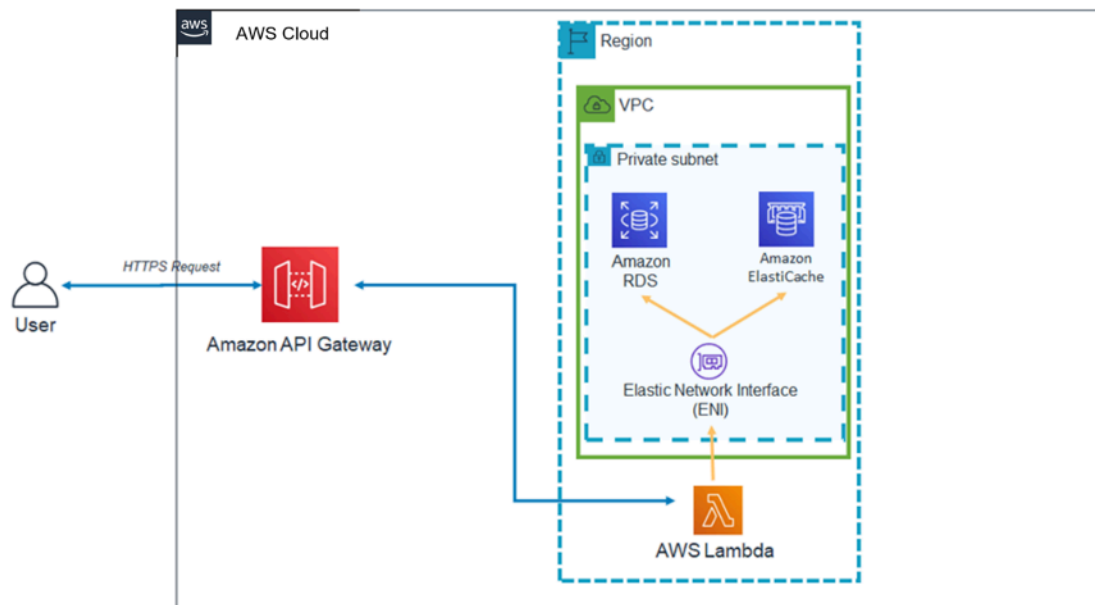 aws
AWS Cloud
Region
VPC
Private subnet
Amazon
RDS
Amazon
ElastiCache
HTTPS Request
User
Amazon API Gateway
Elastic Network Interface
(ENI)
AWS Lambda